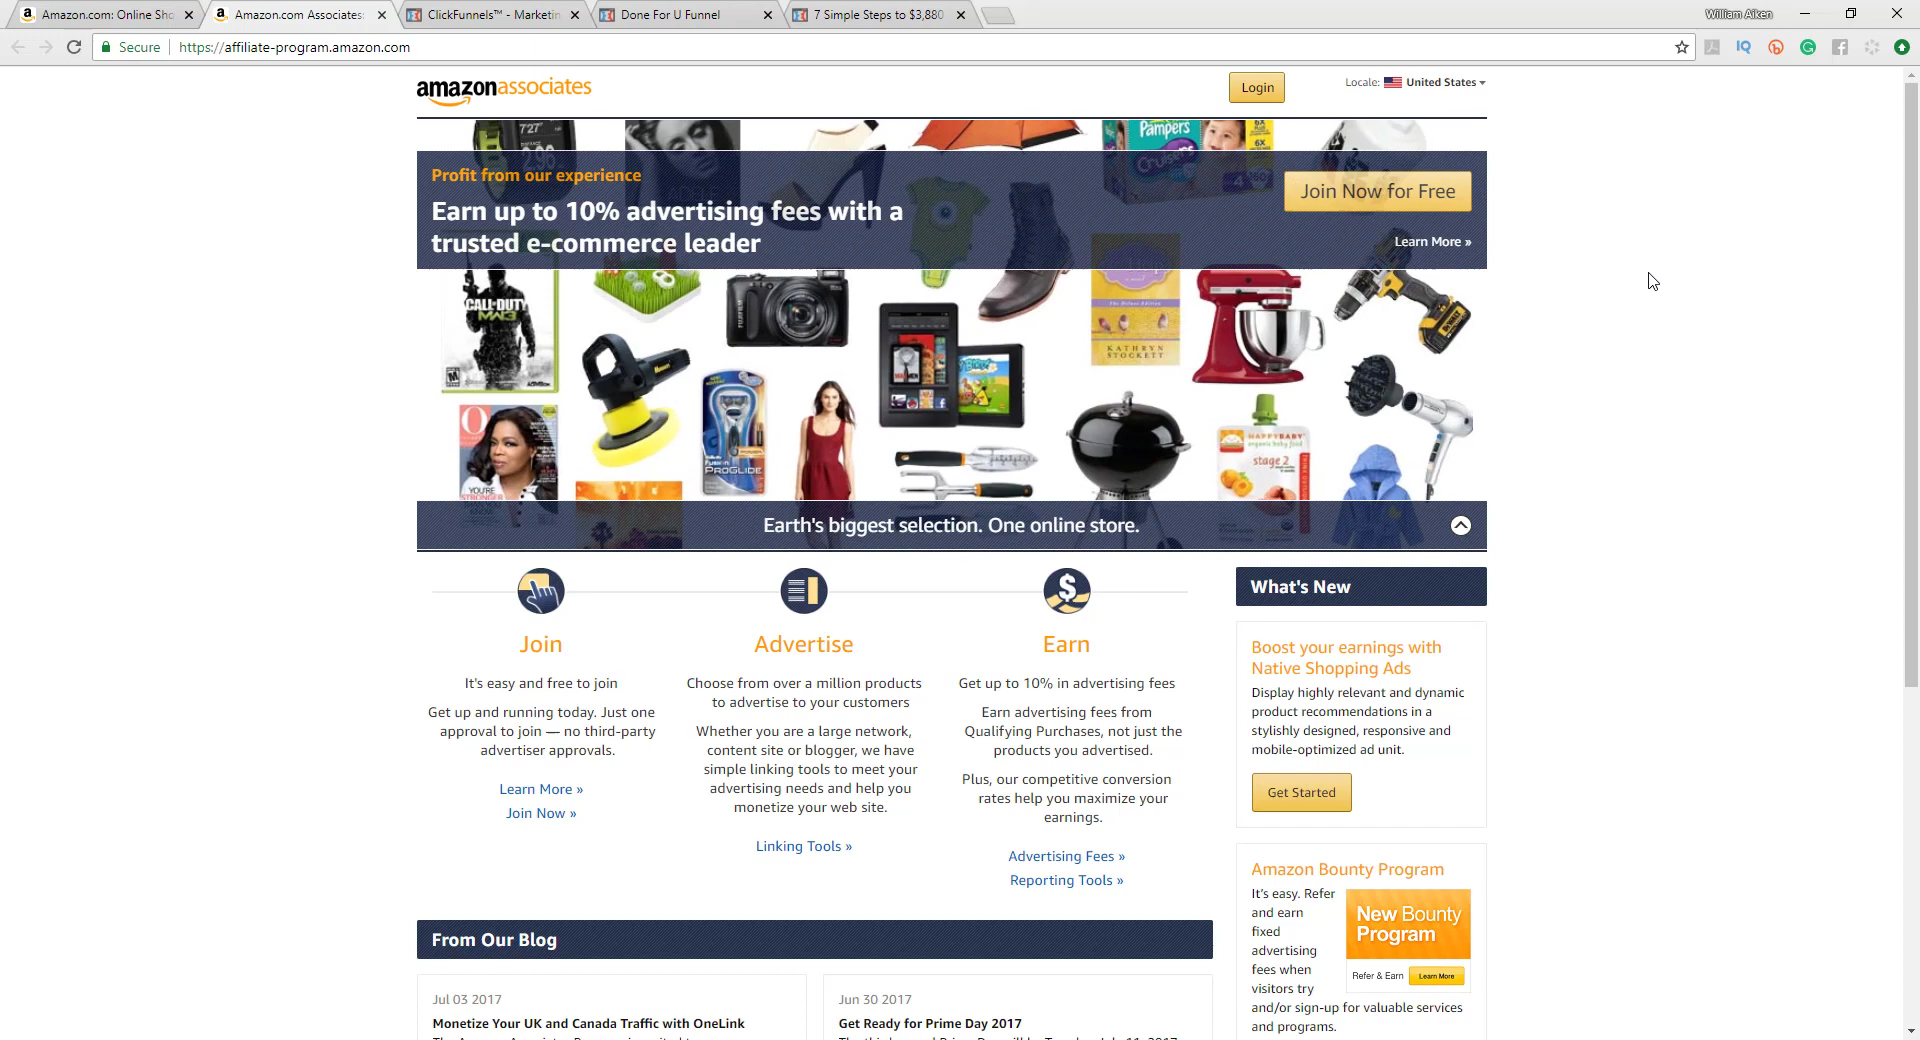 Amazon.com: Online Sho
Amazon.com Associates:
ClickFunnels™ - Marketin
Done For U Funnel
7 Simple Steps to $3,880
William Aiken
Secure
https://affiliate-program.amazon.com
amazonassociates
Login
Locale:
United States
Profit from our experience
Earn up to 10% advertising fees with a
trusted e-commerce leader
Join Now for Free
Learn More »
Pampers
Cruisers
CALL DUTY
MW3
KATHRYN
STOCKETT
FUSION
PROGLIDE
HAPPYBABY
organic baby food
stage 2
Earth's biggest selection. One online store.
Join
It's easy and free to join
Get up and running today. Just one
approval to join — no third-party
advertiser approvals.
Learn More »
Join Now »
Advertise
Choose from over a million products
to advertise to your customers
Whether you are a large network,
content site or blogger, we have
simple linking tools to meet your
advertising needs and help you
monetize your web site.
Linking Tools »
Earn
Get up to 10% in advertising fees
Earn advertising fees from
Qualifying Purchases, not just the
products you advertised.
Plus, our competitive conversion
rates help you maximize your
earnings.
Advertising Fees »
Reporting Tools »
What's New
Boost your earnings with
Native Shopping Ads
Display highly relevant and dynamic
product recommendations in a
stylishly designed, responsive and
mobile-optimized ad unit.
Get Started
Amazon Bounty Program
It's easy. Refer
and earn
fixed
advertising
fees when
visitors try
and/or sign-up for valuable services
and programs.
New Bounty
Program
Refer & Earn
Learn More
From Our Blog
Jul 03 2017
Monetize Your UK and Canada Traffic with OneLink
Jun 30 2017
Get Ready for Prime Day 2017